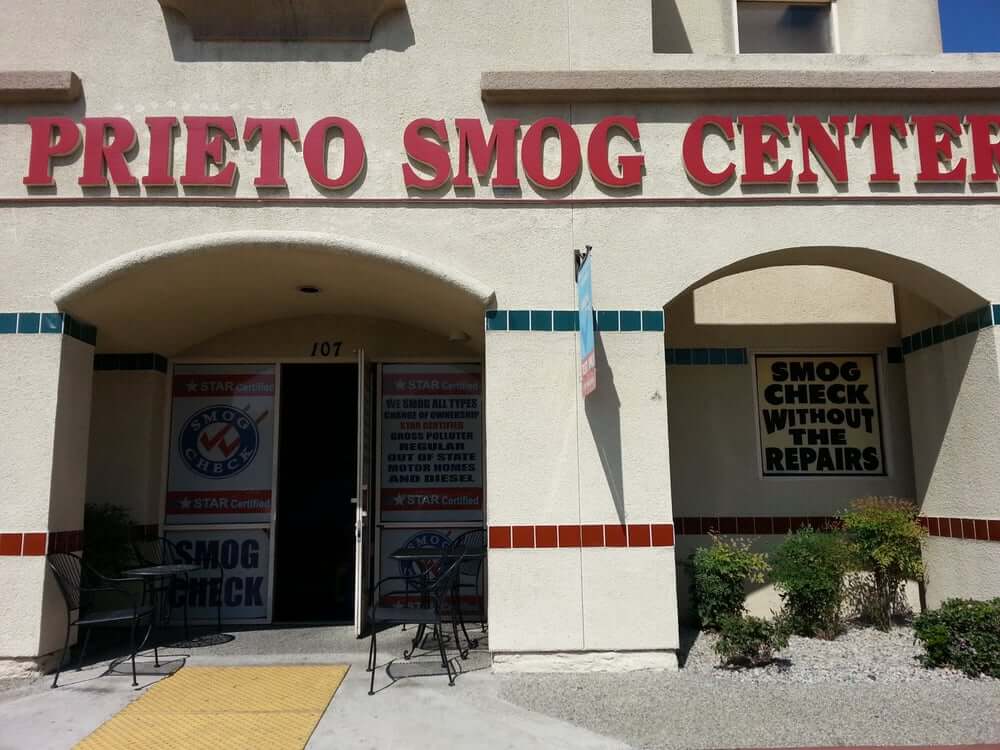 PRIETO SMOG CENTER
107
★ STAR Certified
SMOG
CHECK
★ STAR Certified
SMOG
CHECK
★ STAR Certified
WE SMOG ALL TYPES
CHANGE OF OWNERSHIP
STAR CERTIFIED
GROSS POLLUTER
REGULAR
OUT OF STATE
MOTOR HOMES
AND DIESEL
★ STAR Certified
SMOG
SMOG
CHECK
WITHOUT
THE
REPAIRS